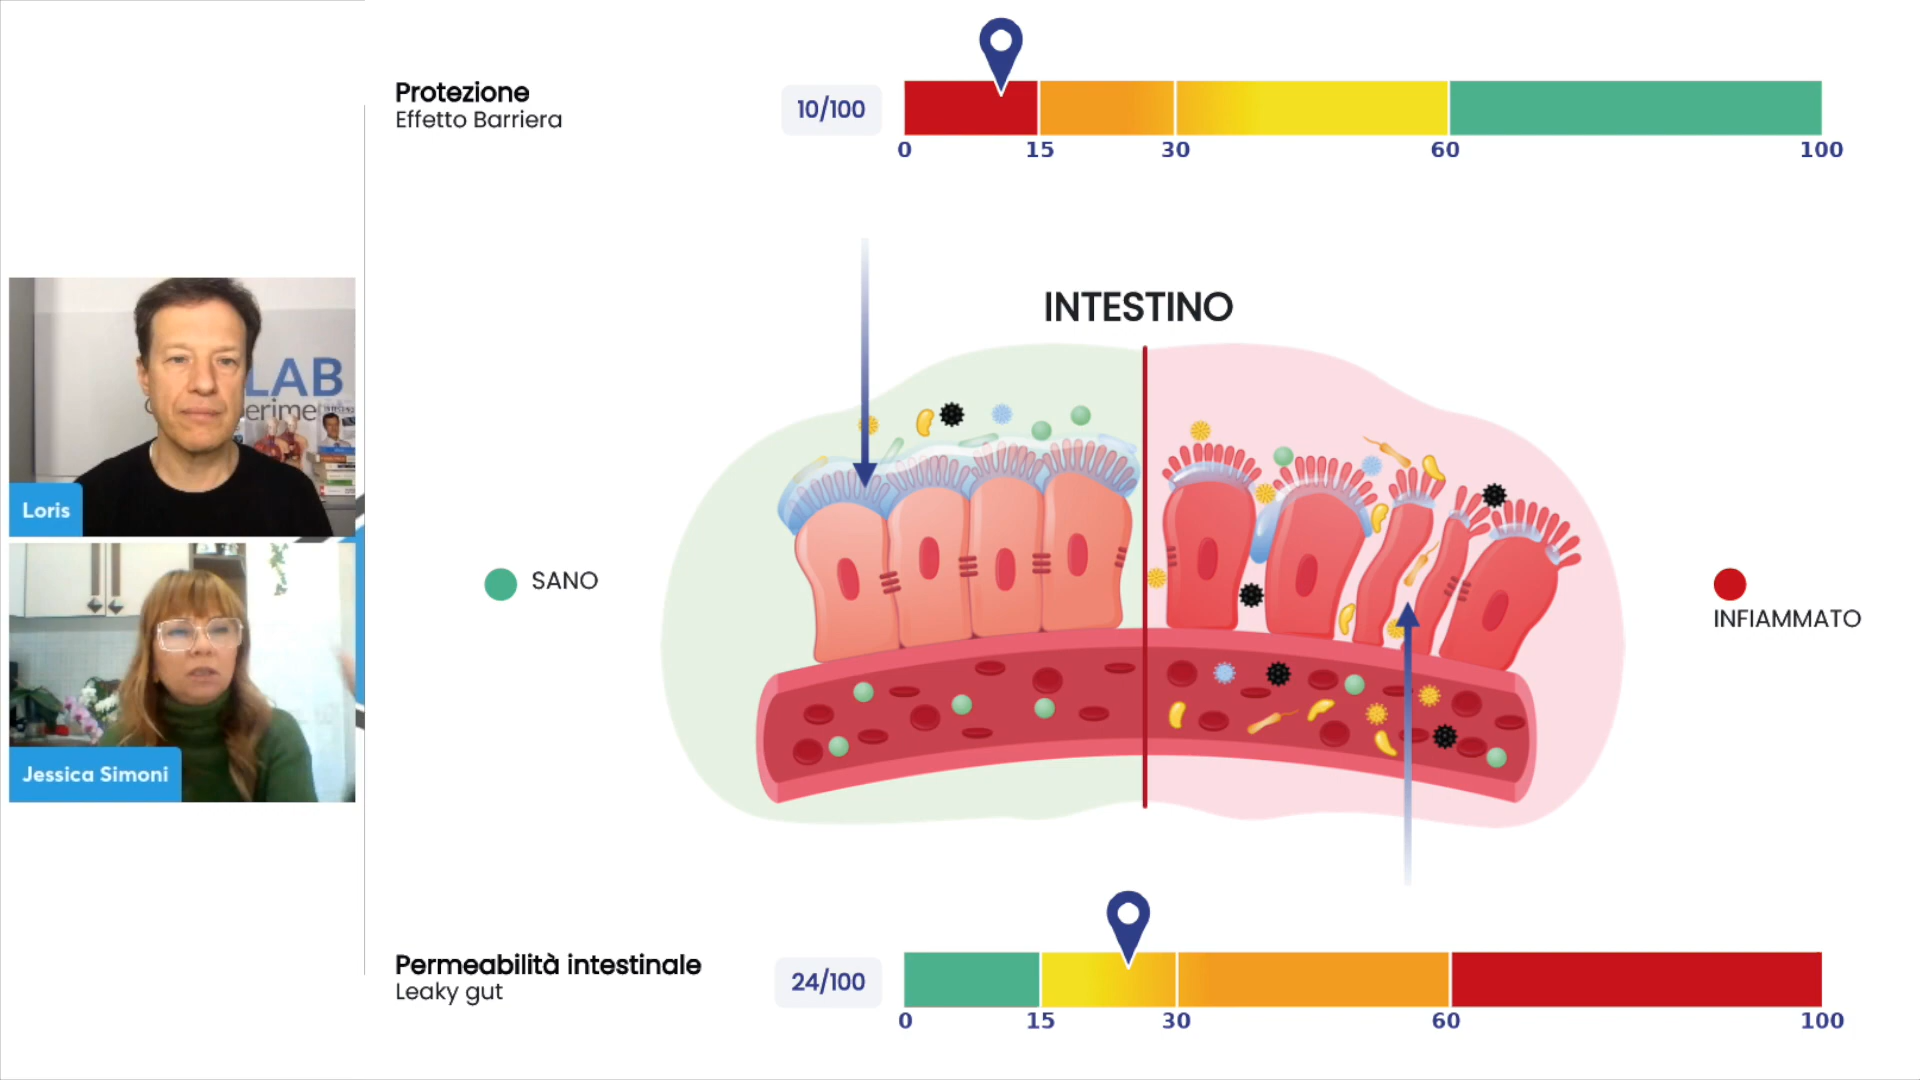 Protezione
Effetto Barriera
10/100
0 15 30 60 100
INTESTINO
LAB
erime
Loris
SANO
INFIAMMATO
Jessica Simoni
Permeabilità intestinale
Leaky gut
24/100
0 15 30 60 100